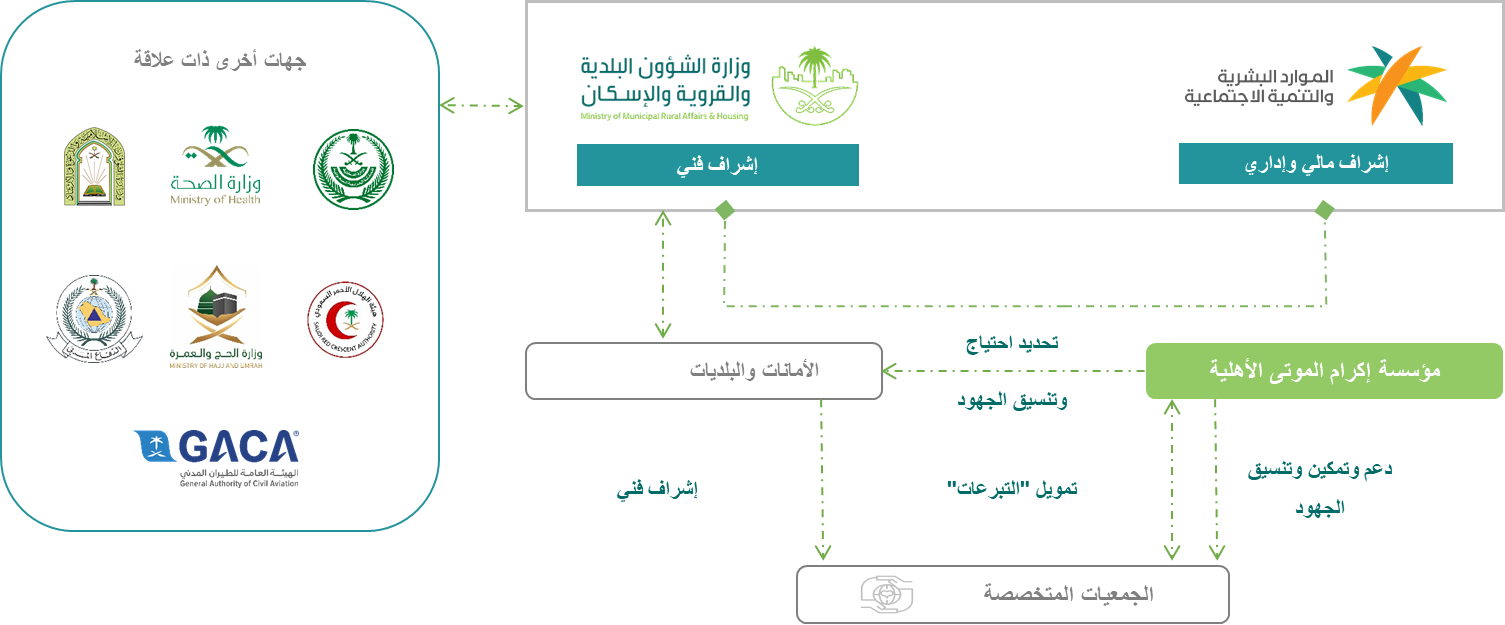 جهات أخرى ذات علاقة
وزارة الصحة
Ministry of Health
وزارة الحج والعمرة
MINISTRY OF HAJJ AND UMRAH
هيئة الهلال الأحمر السعودي
SAUDI RED CRESCENT AUTHORITY
الدفاع المدني
GACA
الهيئة العامة للطيران المدني
General Authority of Civil Aviation
الموارد البشرية
والتنمية الاجتماعية
إشراف مالي وإداري
وزارة الشؤون البلدية
والقروية والإسكان
Ministry of Municipal Rural Affairs & Housing
إشراف فني
مؤسسة إكرام الموتى الأهلية
تحديد احتياج
وتنسيق الجهود
الأمانات والبلديات
دعم وتمكين وتنسيق
الجهود
تمويل "التبرعات"
إشراف فني
الجمعيات المتخصصة